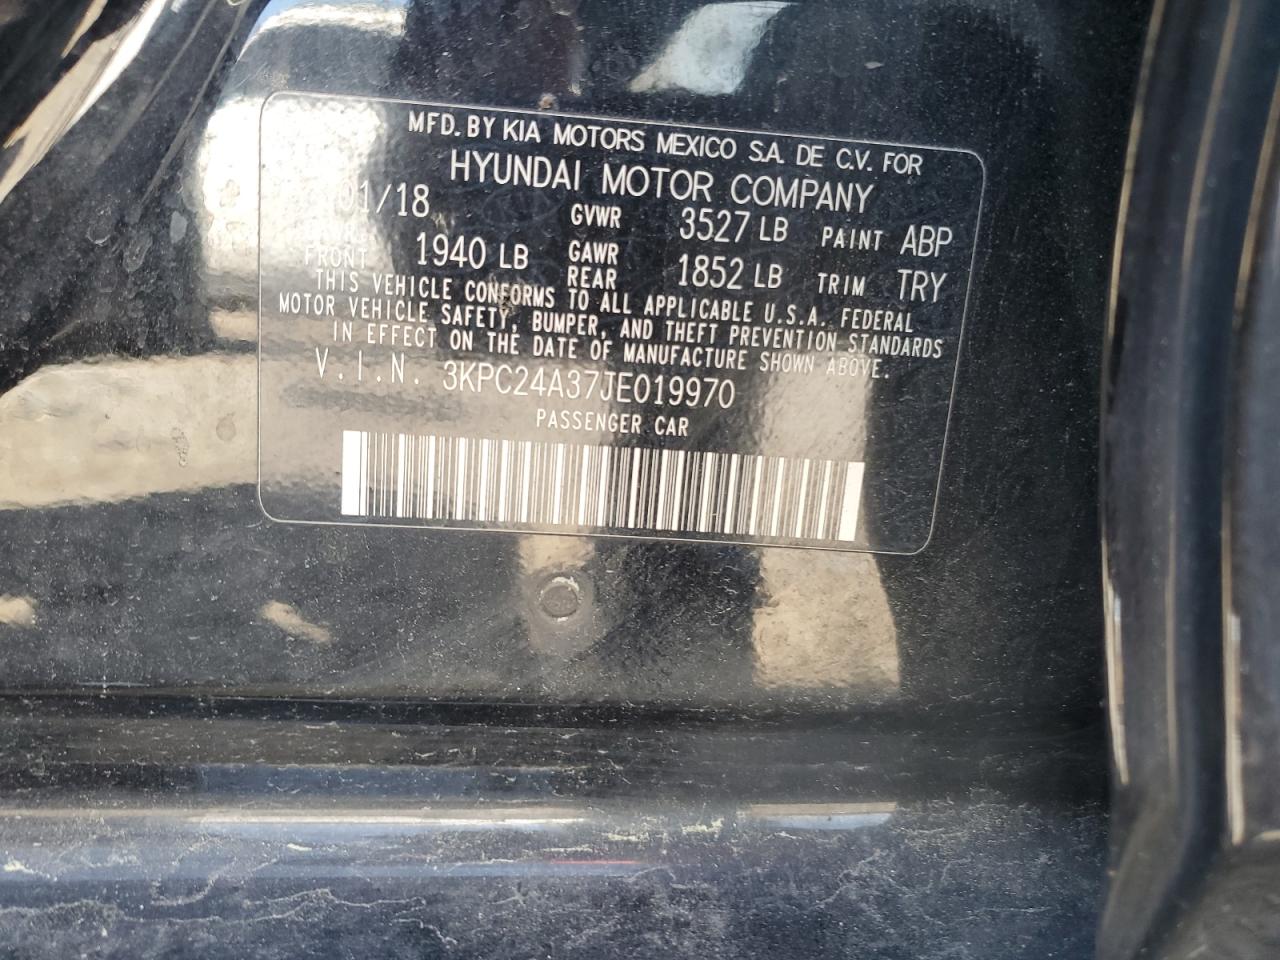 MFD. BY KIA MOTORS MEXICO S.A. DE C.V. FOR
HYUNDAI MOTOR COMPANY
01/18 GVWR 3527 LB PAINT ABP
FRONT 1940 LB GAWR REAR 1852 LB TRIM TRY
THIS VEHICLE CONFORMS TO ALL APPLICABLE U.S.A. FEDERAL
MOTOR VEHICLE SAFETY, BUMPER, AND THEFT PREVENTION STANDARDS
IN EFFECT ON THE DATE OF MANUFACTURE SHOWN ABOVE.
V.I.N. 3KPC24A37JE019970
PASSENGER CAR